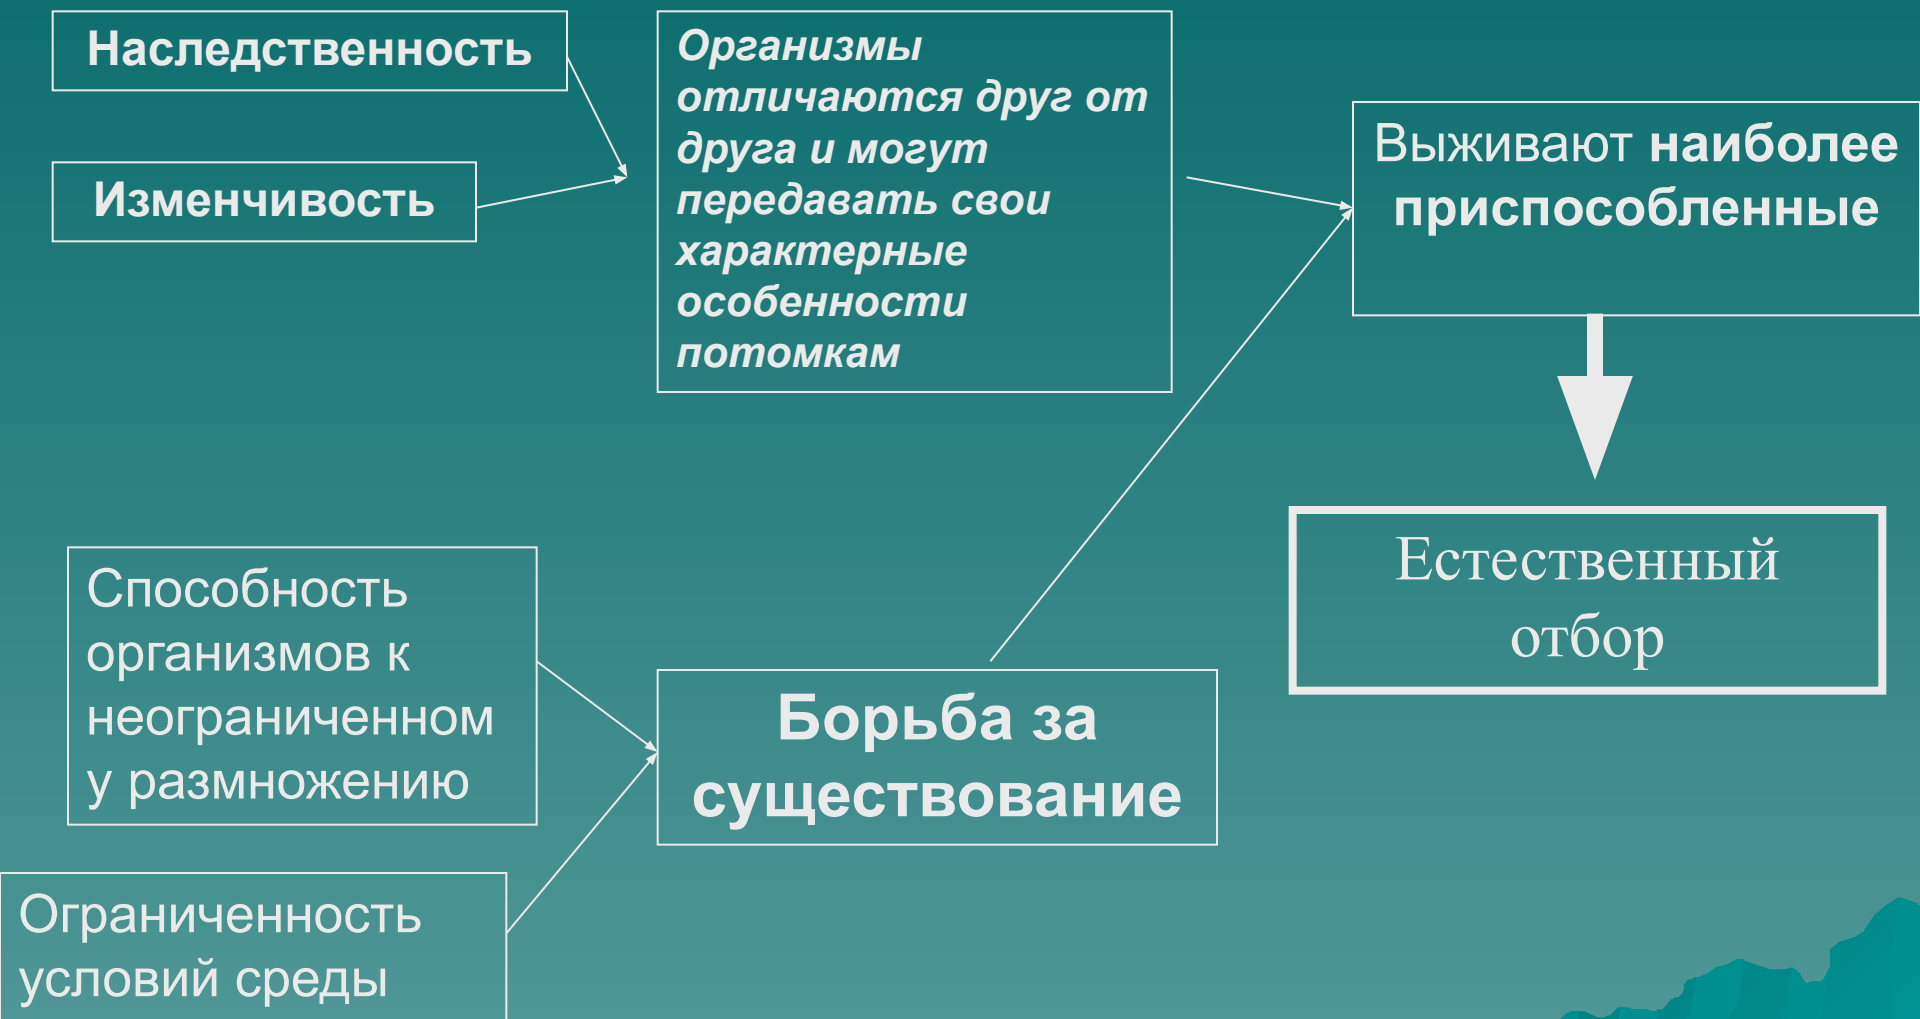 Наследственность
Изменчивость
Организмы
отличаются друг от
друга и могут
передавать свои
характерные
особенности
потомкам
Выживают наиболее
приспособленные
Естественный
отбор
Способность
организмов к
неограниченном
у размножению
Борьба за
существование
Ограниченность
условий среды